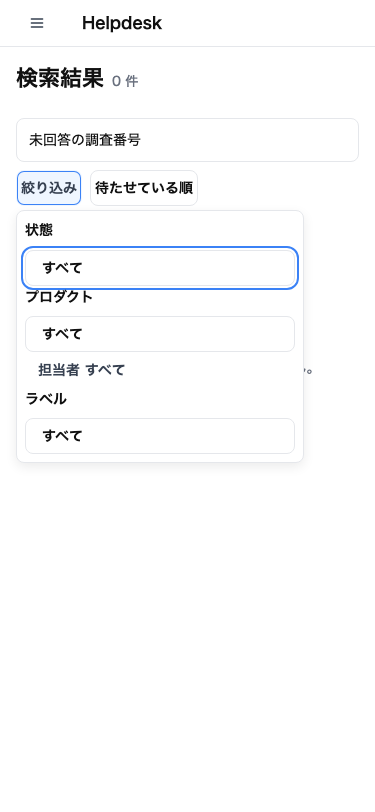 Helpdesk
検索結果 0 件
未回答の調査番号
絞り込み 待たせている順
状態
すべて
プロダクト
すべて
担当者 すべて
ラベル
すべて